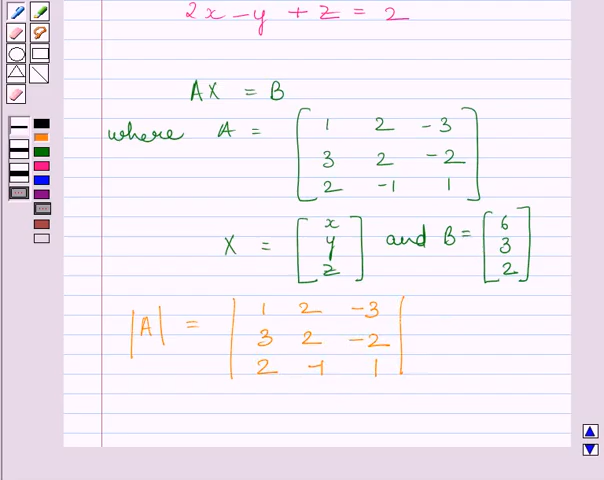 2x - y + z = 2
AX = B
where A = [ 1 2 -3
3 2 -2
2 -1 1 ]
X = [ x y z ] and B = [ 6 3 2 ]
|A| = | 1 2 -3
3 2 -2
2 -1 1 |